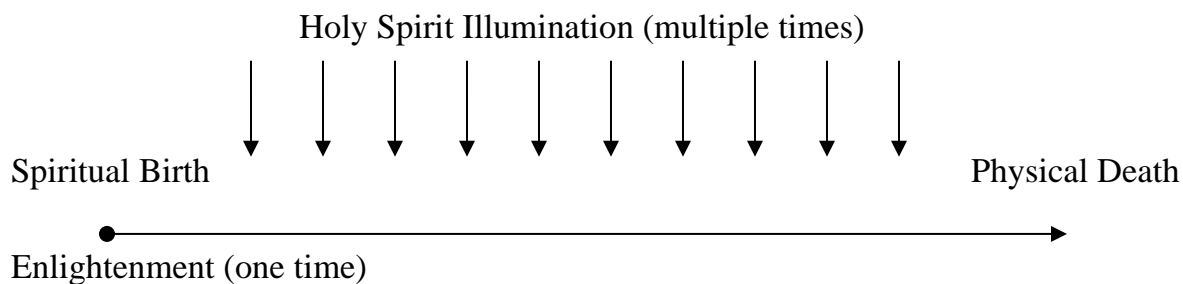 Holy Spirit Illumination (multiple times)
Spiritual Birth
Physical Death
Enlightenment (one time)